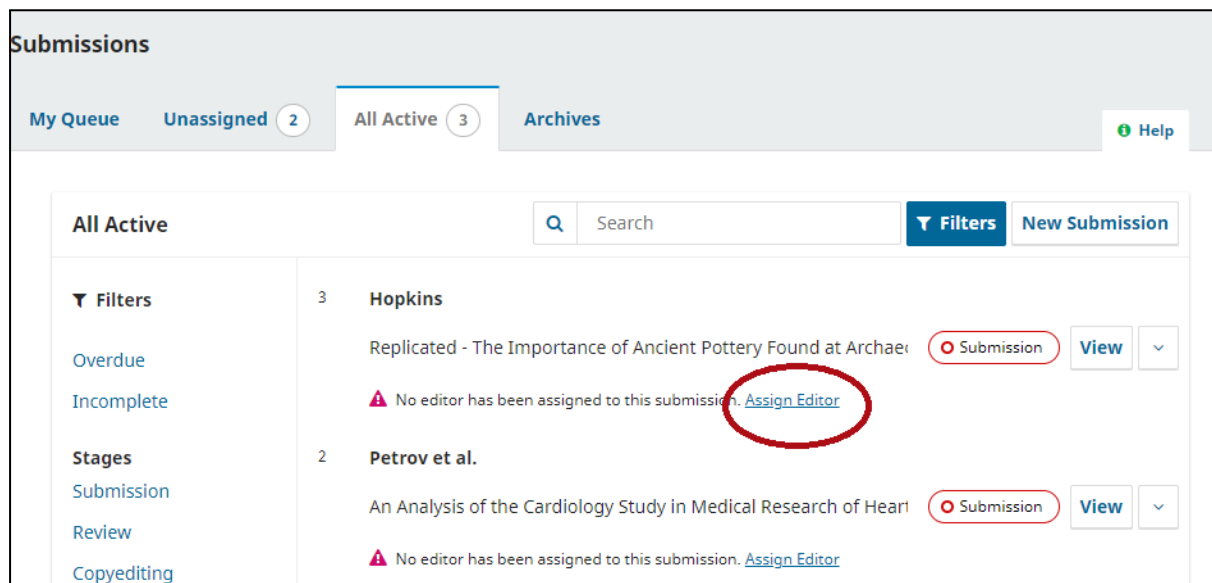 Submissions
My Queue Unassigned 2 All Active 3 Archives
Help
All Active Search Filters New Submission
Filters
Overdue
Incomplete
Stages
Submission
Review
Copyediting
3 Hopkins
Replicated - The Importance of Ancient Pottery Found at Submission View
No editor has been assigned to this submission. Assign Editor
2 Petrov et al.
An Analysis of the Cardiology Study in Medical Research of Submission View
No editor has been assigned to this submission. Assign Editor